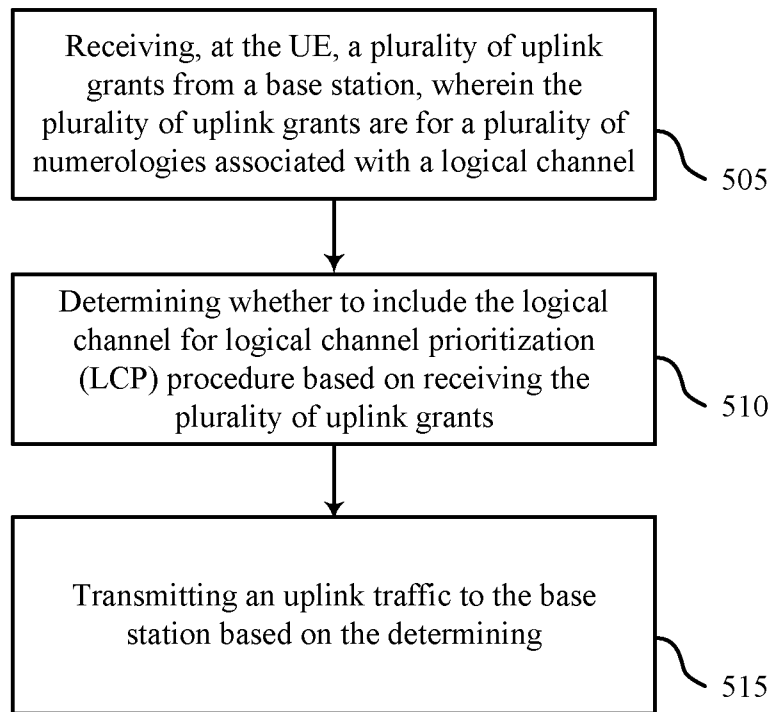 Receiving, at the UE, a plurality of uplink
grants from a base station, wherein the
plurality of uplink grants are for a plurality of
numerologies associated with a logical channel
505
Determining whether to include the logical
channel for logical channel prioritization
(LCP) procedure based on receiving the
plurality of uplink grants
510
Transmitting an uplink traffic to the base
station based on the determining
515